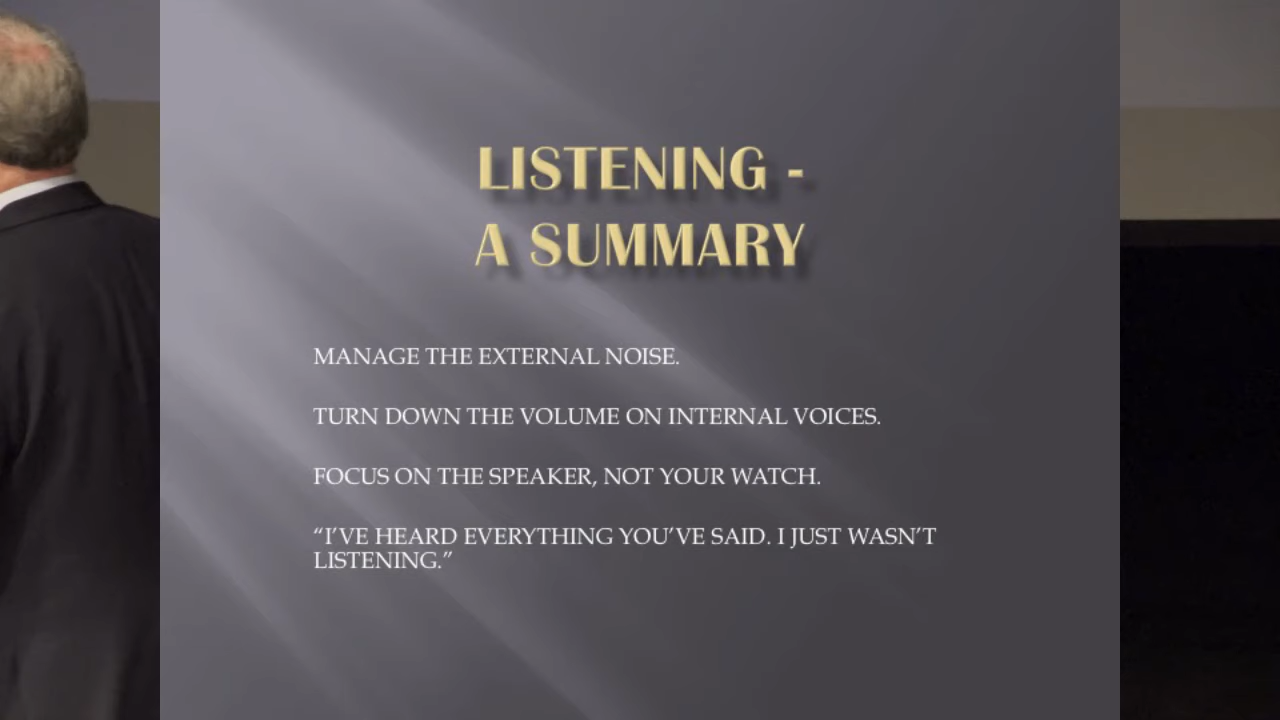 LISTENING -
A SUMMARY
MANAGE THE EXTERNAL NOISE.
TURN DOWN THE VOLUME ON INTERNAL VOICES.
FOCUS ON THE SPEAKER, NOT YOUR WATCH.
“I’VE HEARD EVERYTHING YOU’VE SAID. I JUST WASN’T
LISTENING.”